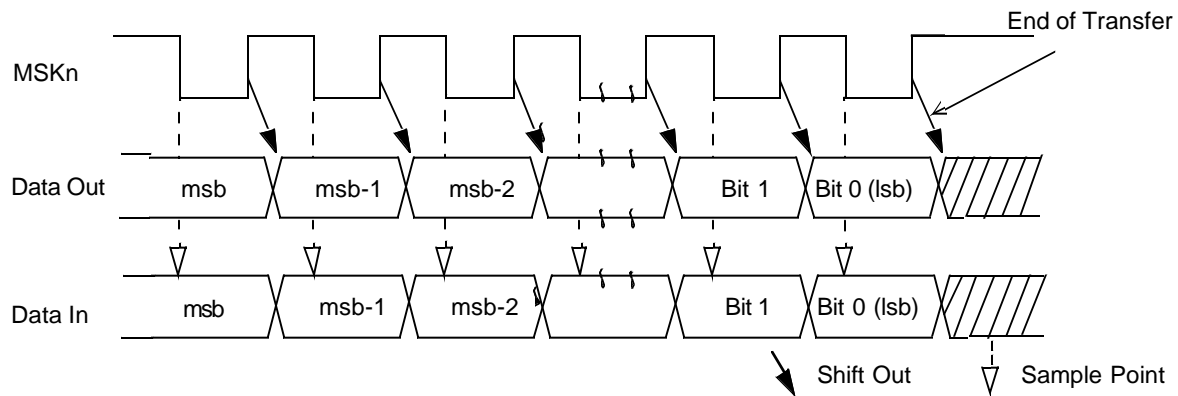 End of Transfer
MSKn
Data Out msb msb-1 msb-2 Bit 1 Bit 0 (lsb)
Data In msb msb-1 msb-2 Bit 1 Bit 0 (lsb)
Shift Out Sample Point